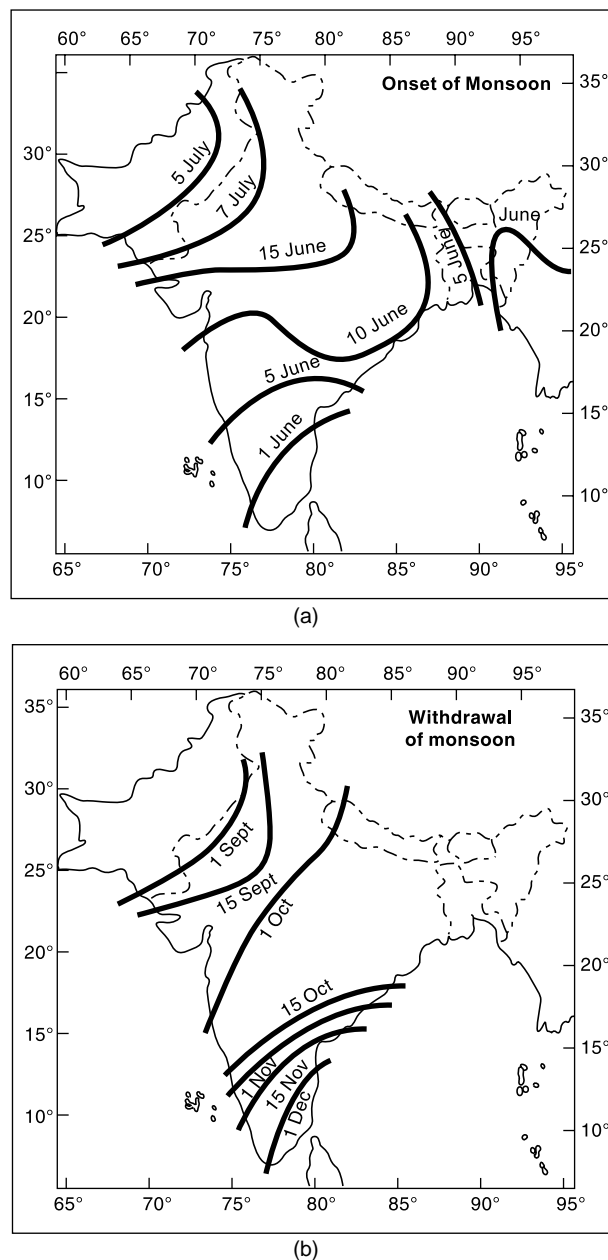 60° 65° 70° 75° 80° 85° 90° 95°
Onset of Monsoon
35°
30°
25°
20°
15°
10°
35°
30°
25°
20°
15°
10°
5 July
7 July
15 June
10 June
5 June
1 June
5 June
June
65° 70° 75° 80° 85° 90° 95°
(a)
60° 65° 70° 75° 80° 85° 90° 95°
Withdrawal
of monsoon
35°
30°
25°
20°
15°
10°
35°
30°
25°
20°
15°
10°
1 Sept
15 Sept
1 Oct
15 Oct
1 Nov
15 Nov
1 Dec
65° 70° 75° 80° 85° 90° 95°
(b)